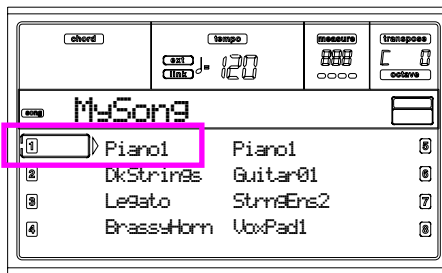 chord tempo measure transpose
ext link ♩= 120 888 C 0
octave
song MySong
1 Piano1 Piano1 5
2 DkStrings Guitar01 6
3 Legato StrngEns2 7
4 BrassyHorn VoxPad1 8